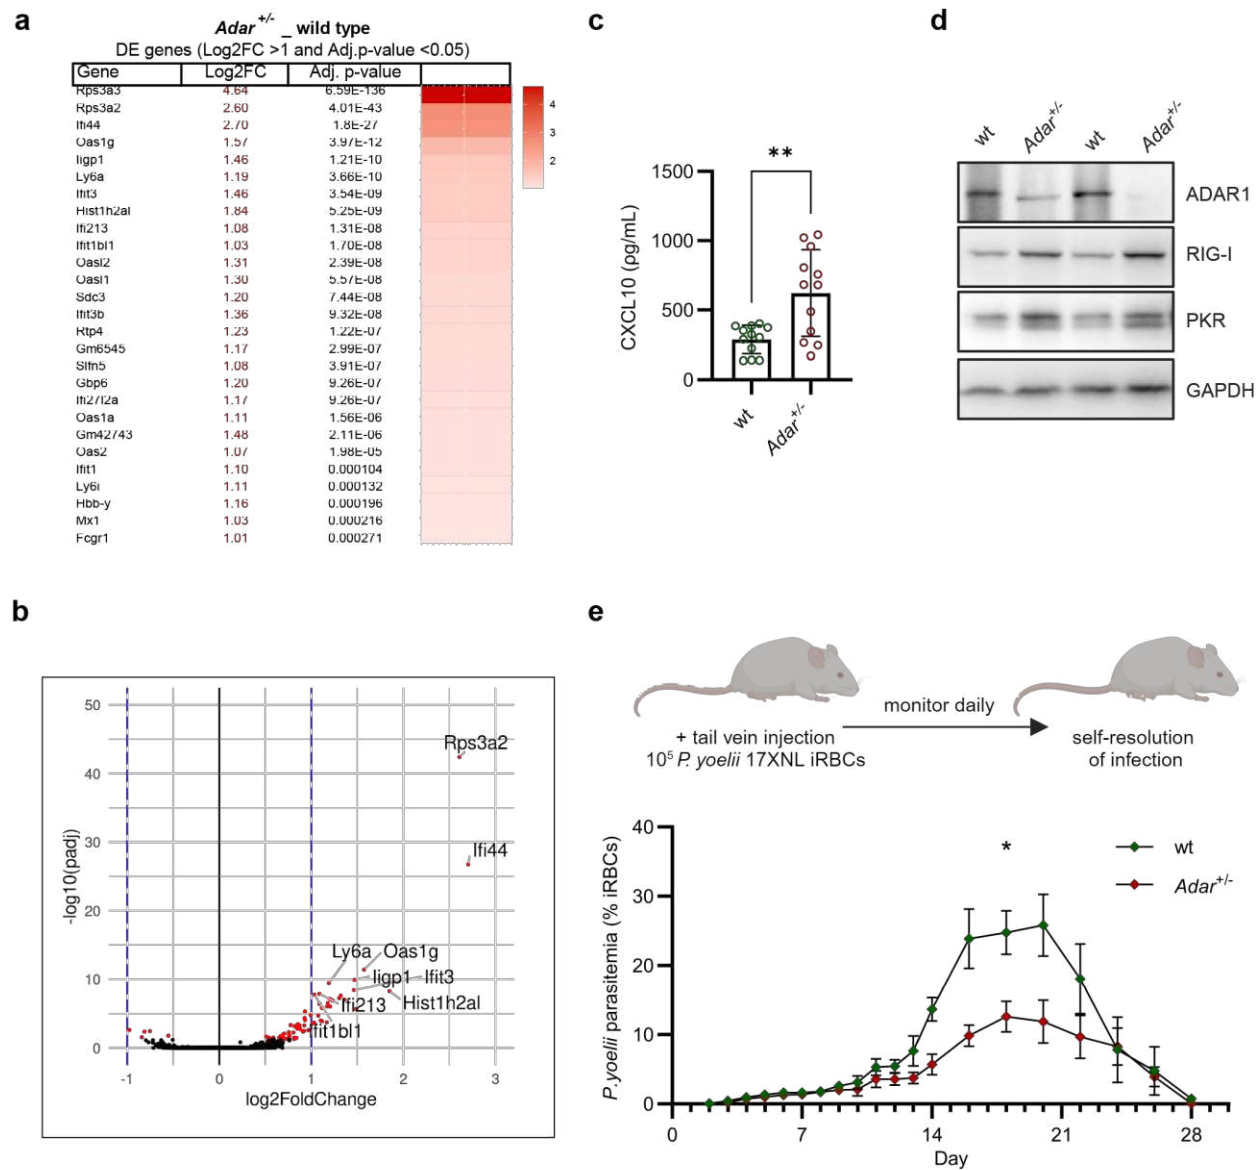 a
Adar +/- _ wild type
DE genes (Log2FC >1 and Adj.p-value <0.05)
Gene Log2FC Adj. p-value
Rps3a3 4.64 6.59E-136
Rps3a2 2.60 4.01E-43
Ifi44 2.70 1.8E-27
Oas1g 1.57 3.97E-12
Iigp1 1.46 1.21E-10
Ly6a 1.19 3.66E-10
Ifit3 1.46 3.54E-09
Hist1h2al 1.84 5.25E-09
Ifi213 1.08 1.31E-08
Ifit1bl1 1.03 1.70E-08
Oasl2 1.31 2.39E-08
Oasl1 1.30 5.57E-08
Sdc3 1.20 7.44E-08
Ifit3b 1.36 9.32E-08
Rtp4 1.23 1.22E-07
Gm6545 1.17 2.99E-07
Slfn5 1.08 3.91E-07
Gbp6 1.20 9.26E-07
Ifi27l2a 1.17 9.26E-07
Oas1a 1.11 1.56E-06
Gm42743 1.48 2.11E-06
Oas2 1.07 1.98E-05
Ifit1 1.10 0.000104
Ly6i 1.11 0.000132
Hbb-y 1.16 0.000196
Mx1 1.03 0.000216
Fcgr1 1.01 0.000271
4
2
b
50
40
30
20
10
0
-log10(padj)
Rps3a2
Ifi44
Ly6a Oas1g
Iigp1 Ifit3
Ifi213 Hist1h2al
Ifit1bl1
-1 0 1 2 3
log2FoldChange
c
**
1500
1000
500
0
CXCL10 (pg/mL)
wt Adar+/-
d
wt Adar+/- wt Adar+/-
ADAR1
RIG-I
PKR
GAPDH
e
monitor daily
+ tail vein injection
10⁵ P. yoelii 17XNL iRBCs
self-resolution
of infection
P.yoelii parasitemia (% iRBCs)
40
30
20
10
0
*
wt
Adar+/-
0 7 14 21 28
Day